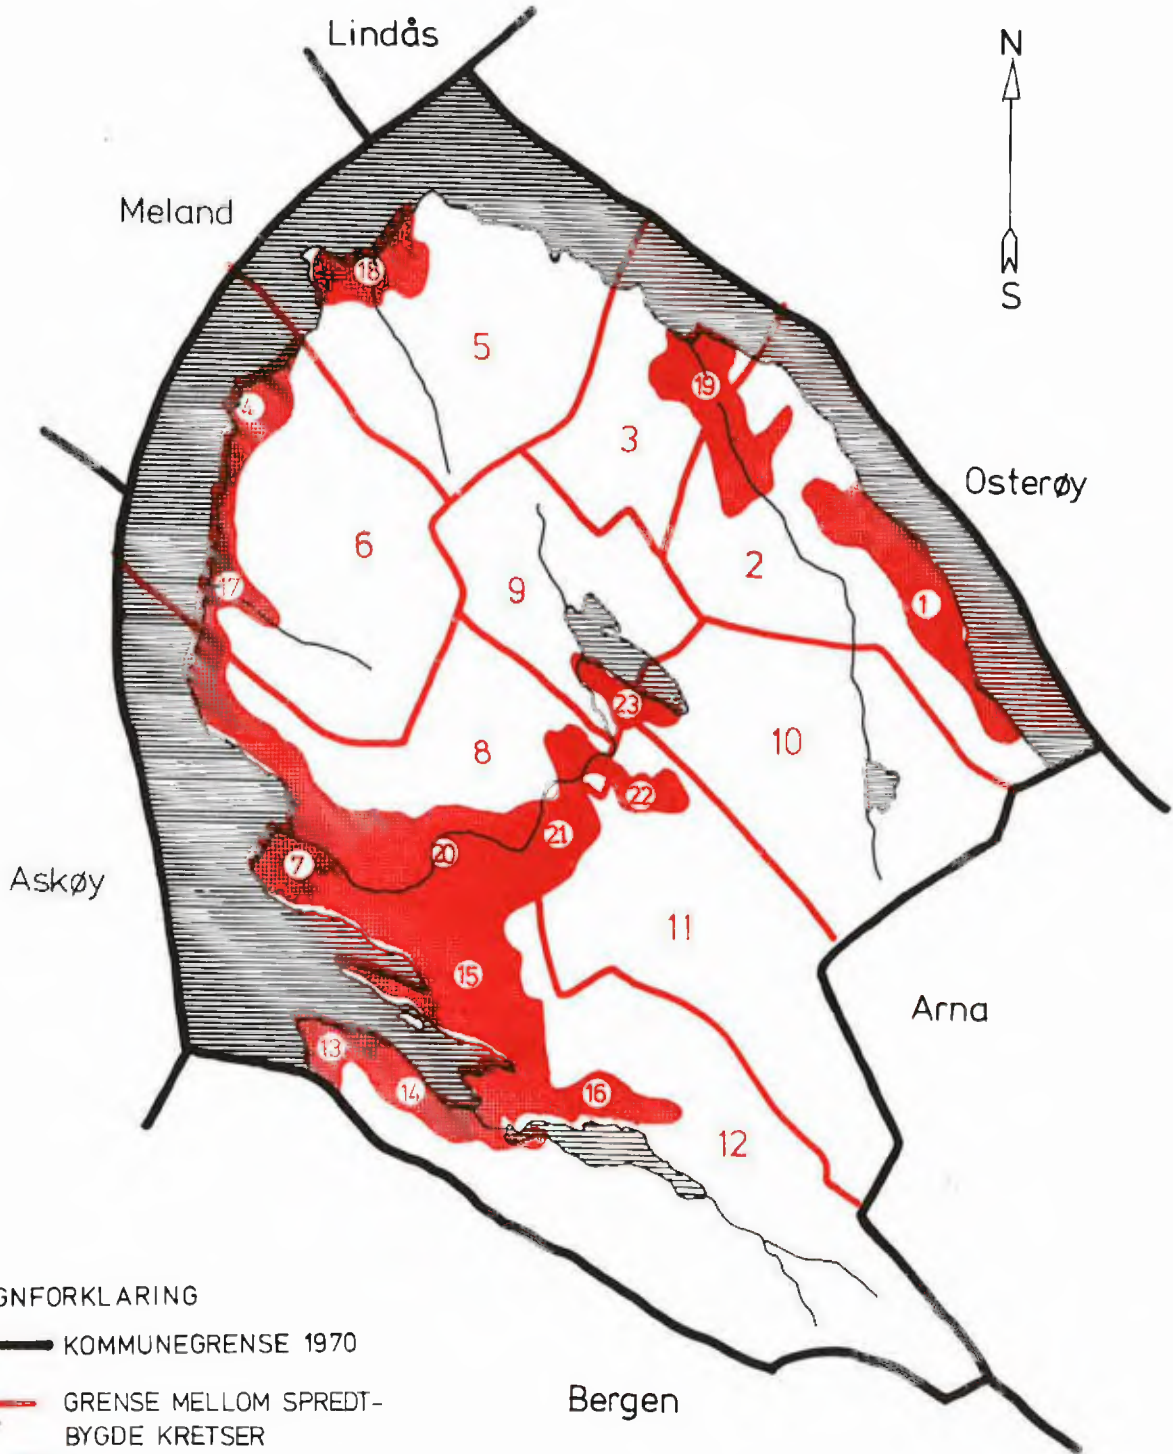 Lindås
N
Meland
S
18
5
4
19
3
Osterøy
6
2
17
9
1
23
8
10
22
21
7
20
Askøy
11
15
Arna
13
14
16
12
GNFORKLARING
KOMMUNEGRENSE 1970
Bergen
GRENSE MELLOM SPREDT-
BYGDE KRETSER